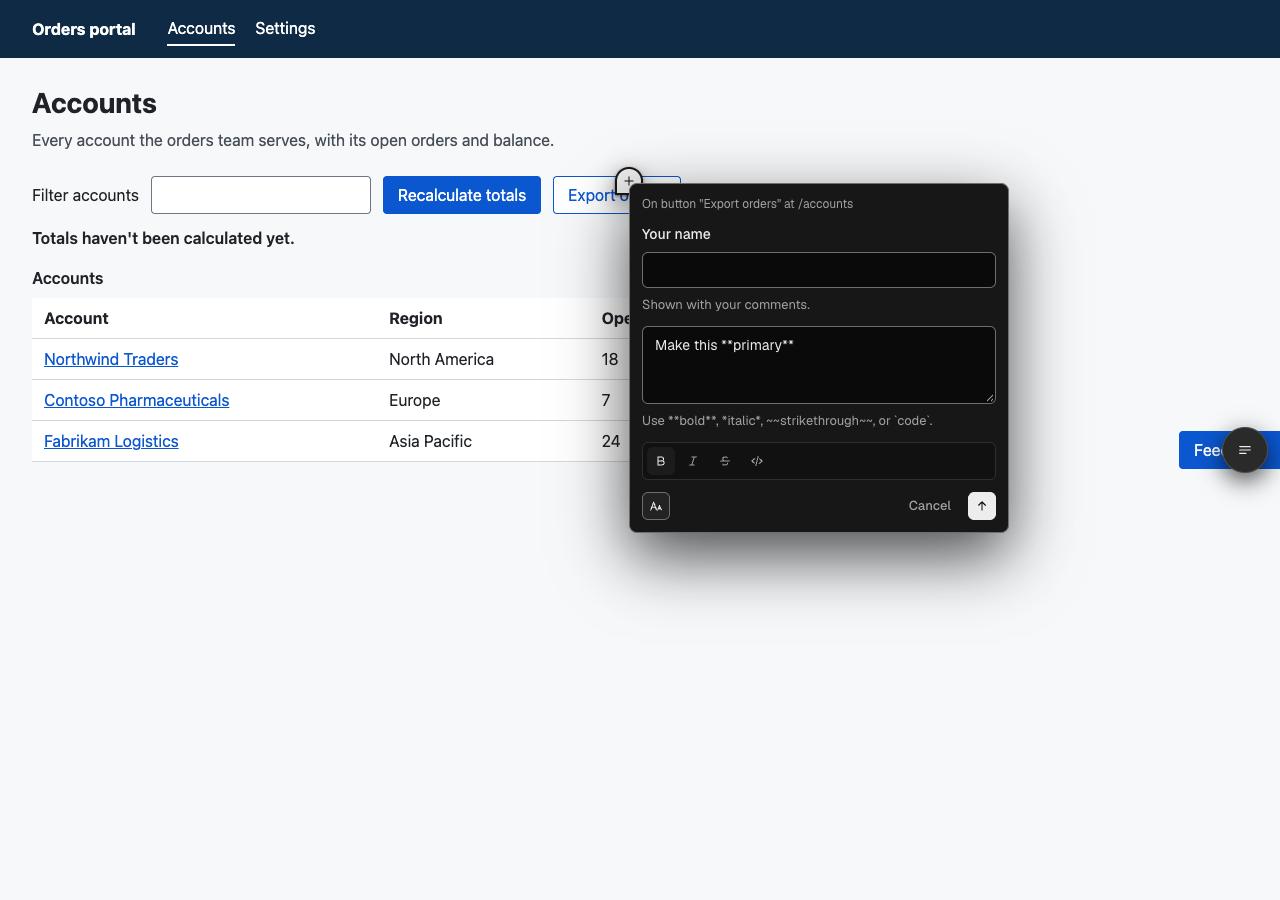 Orders portal Accounts Settings
Accounts
Every account the orders team serves, with its open orders and balance.
Filter accounts Recalculate totals Export
Totals haven't been calculated yet.
Accounts
Account Region
Northwind Traders North America 18
Contoso Pharmaceuticals Europe 7
Fabrikam Logistics Asia Pacific 24
On button "Export orders" at /accounts
Your name
Shown with your comments.
Make this **primary**
Use **bold**, *italic*, ~~strikethrough~~, or `code`.
B I S </>
AA Cancel